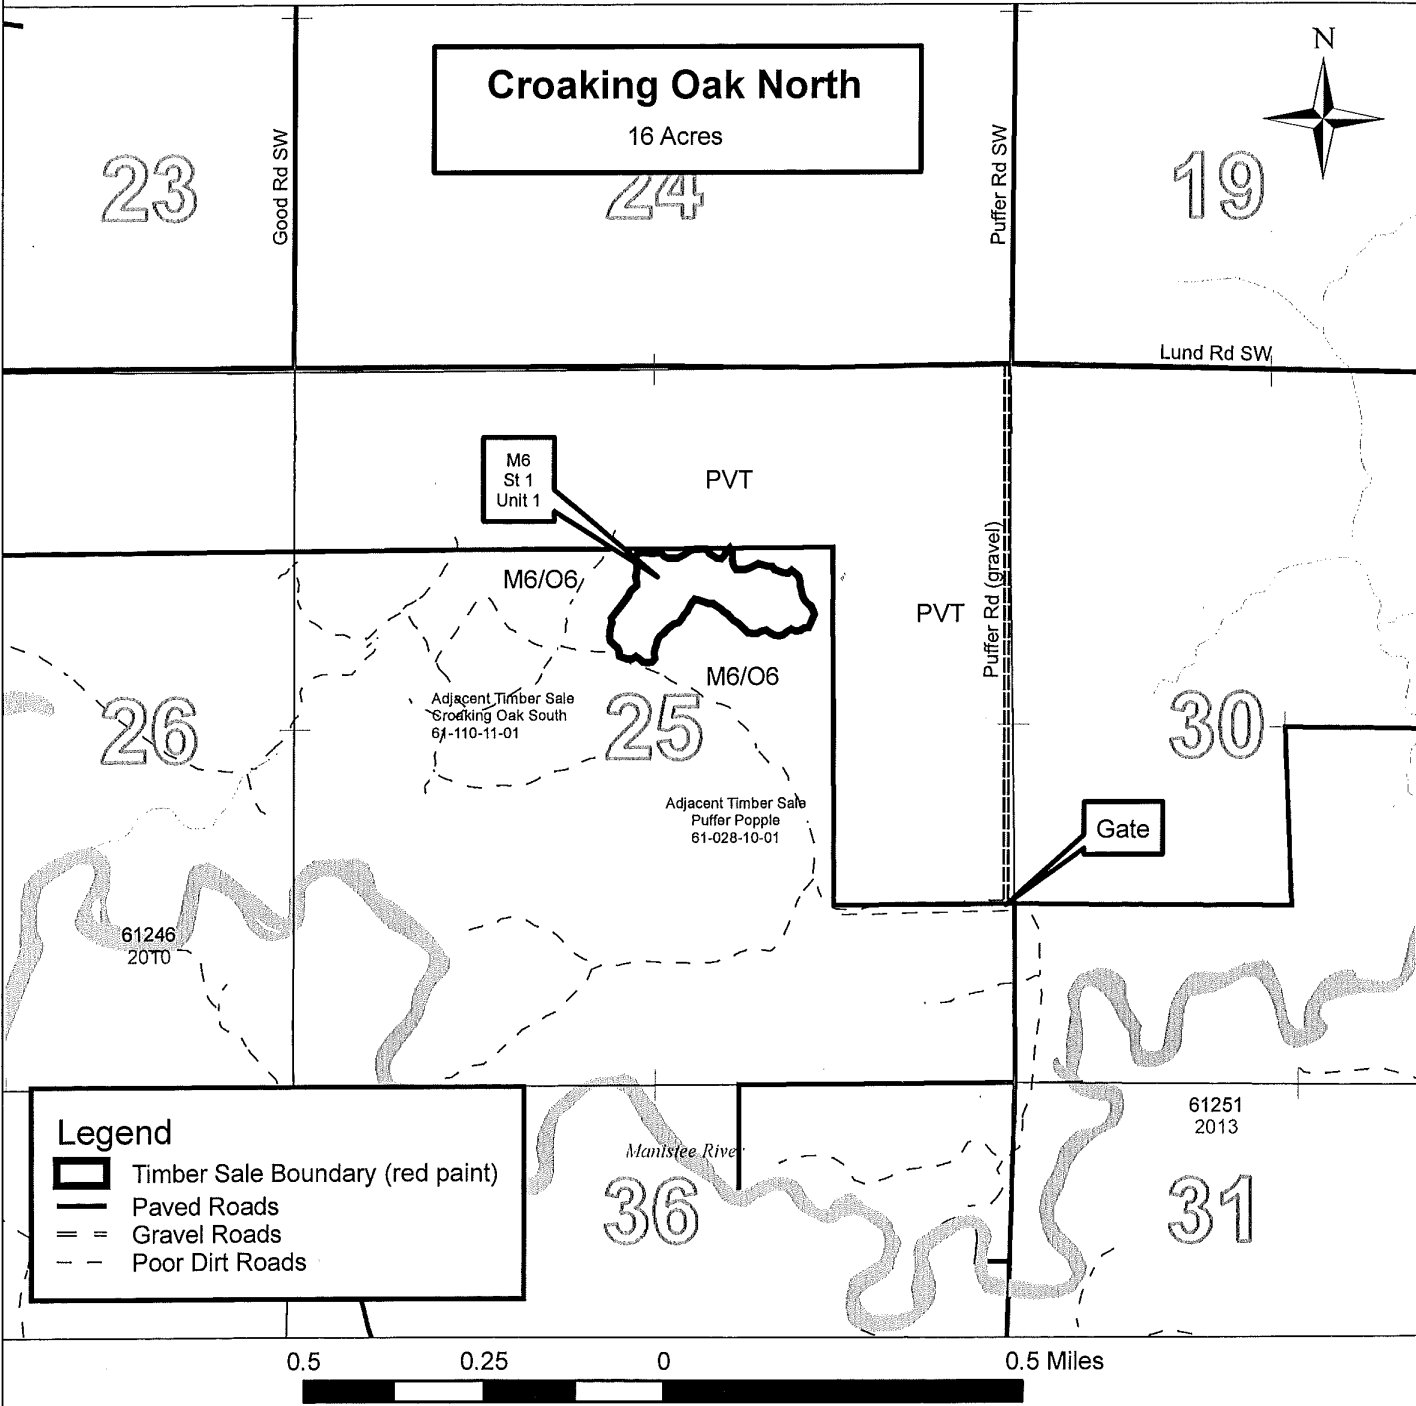 N
Croaking Oak North
16 Acres
23
Good Rd SW
24
Puffer Rd SW
19
Lund Rd SW
M6
St 1
Unit 1
PVT
M6/O6
PVT
Puffer Rd (gravel)
M6/O6
Adjacent Timber Sale
Croaking Oak South
61-110-11-01
26
25
30
Adjacent Timber Sale
Puffer Popple
61-028-10-01
Gate
61246
2010
61251
2013
Manistee River
36
31
Legend
Timber Sale Boundary (red paint)
Paved Roads
Gravel Roads
Poor Dirt Roads
0.5 0.25 0 0.5 Miles